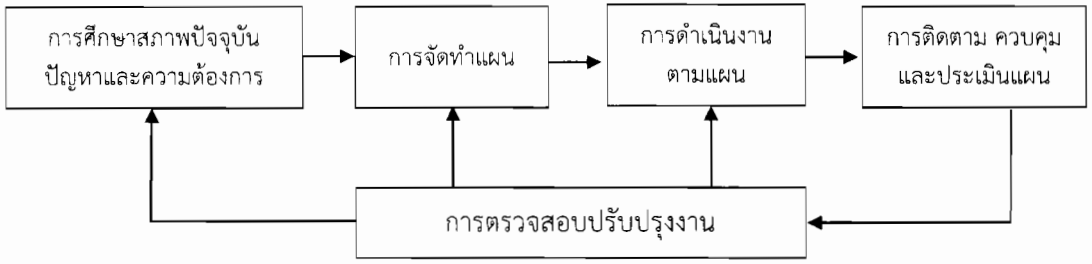 การศึกษาสภาพปัจจุบัน
ปัญหาและความต้องการ
การจัดทำแผน
การดำเนินงาน
ตามแผน
การติดตาม ควบคุม
และประเมินแผน
การตรวจสอบปรับปรุงงาน